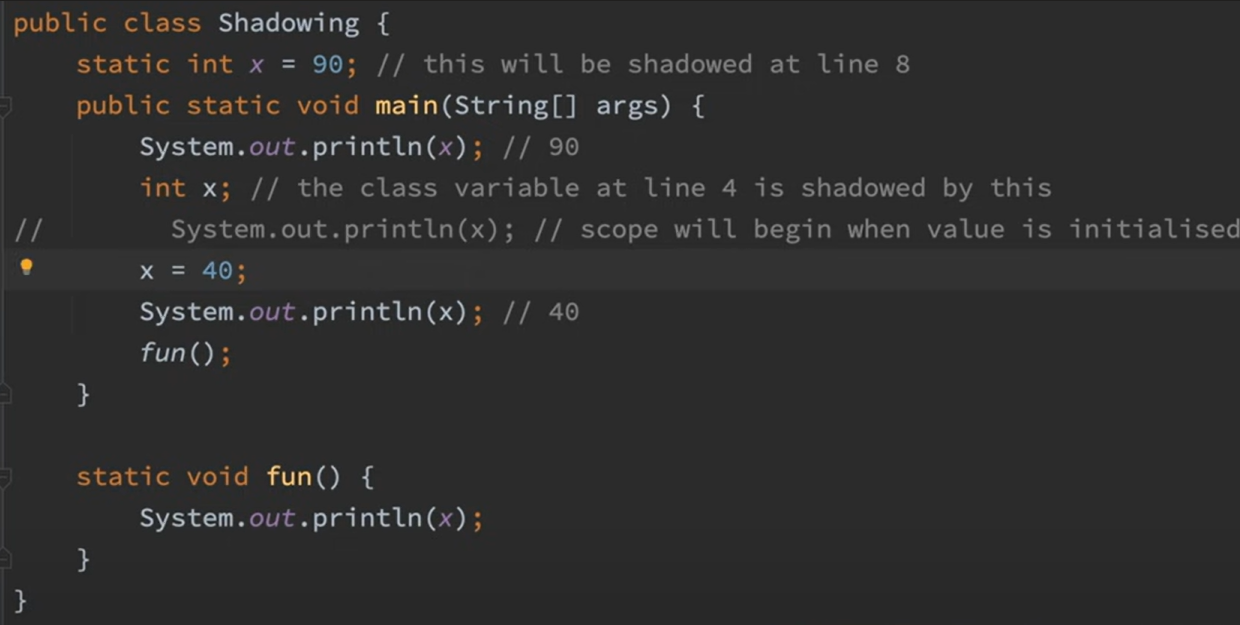 public class Shadowing {
    static int x = 90; // this will be shadowed at line 8
    public static void main(String[] args) {
        System.out.println(x); // 90
        int x; // the class variable at line 4 is shadowed by this
//        System.out.println(x); // scope will begin when value is initialised
        x = 40;
        System.out.println(x); // 40
        fun();
    }

    static void fun() {
        System.out.println(x);
    }
}